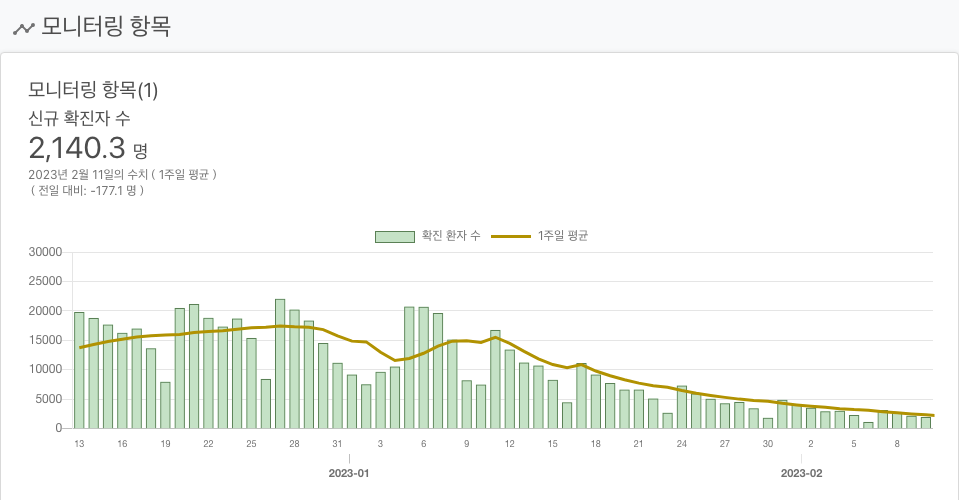 모니터링 항목
모니터링 항목(1)
신규 확진자 수
2,140.3 명
2023년 2월 11일의 수치 ( 1주일 평균 )
( 전일 대비: -177.1 명 )
확진 환자 수 1주일 평균
30000
25000
20000
15000
10000
5000
0
13 16 19 22 25 28 31 3 6 9 12 15 18 21 24 27 30 2 5 8
2023-01 2023-02